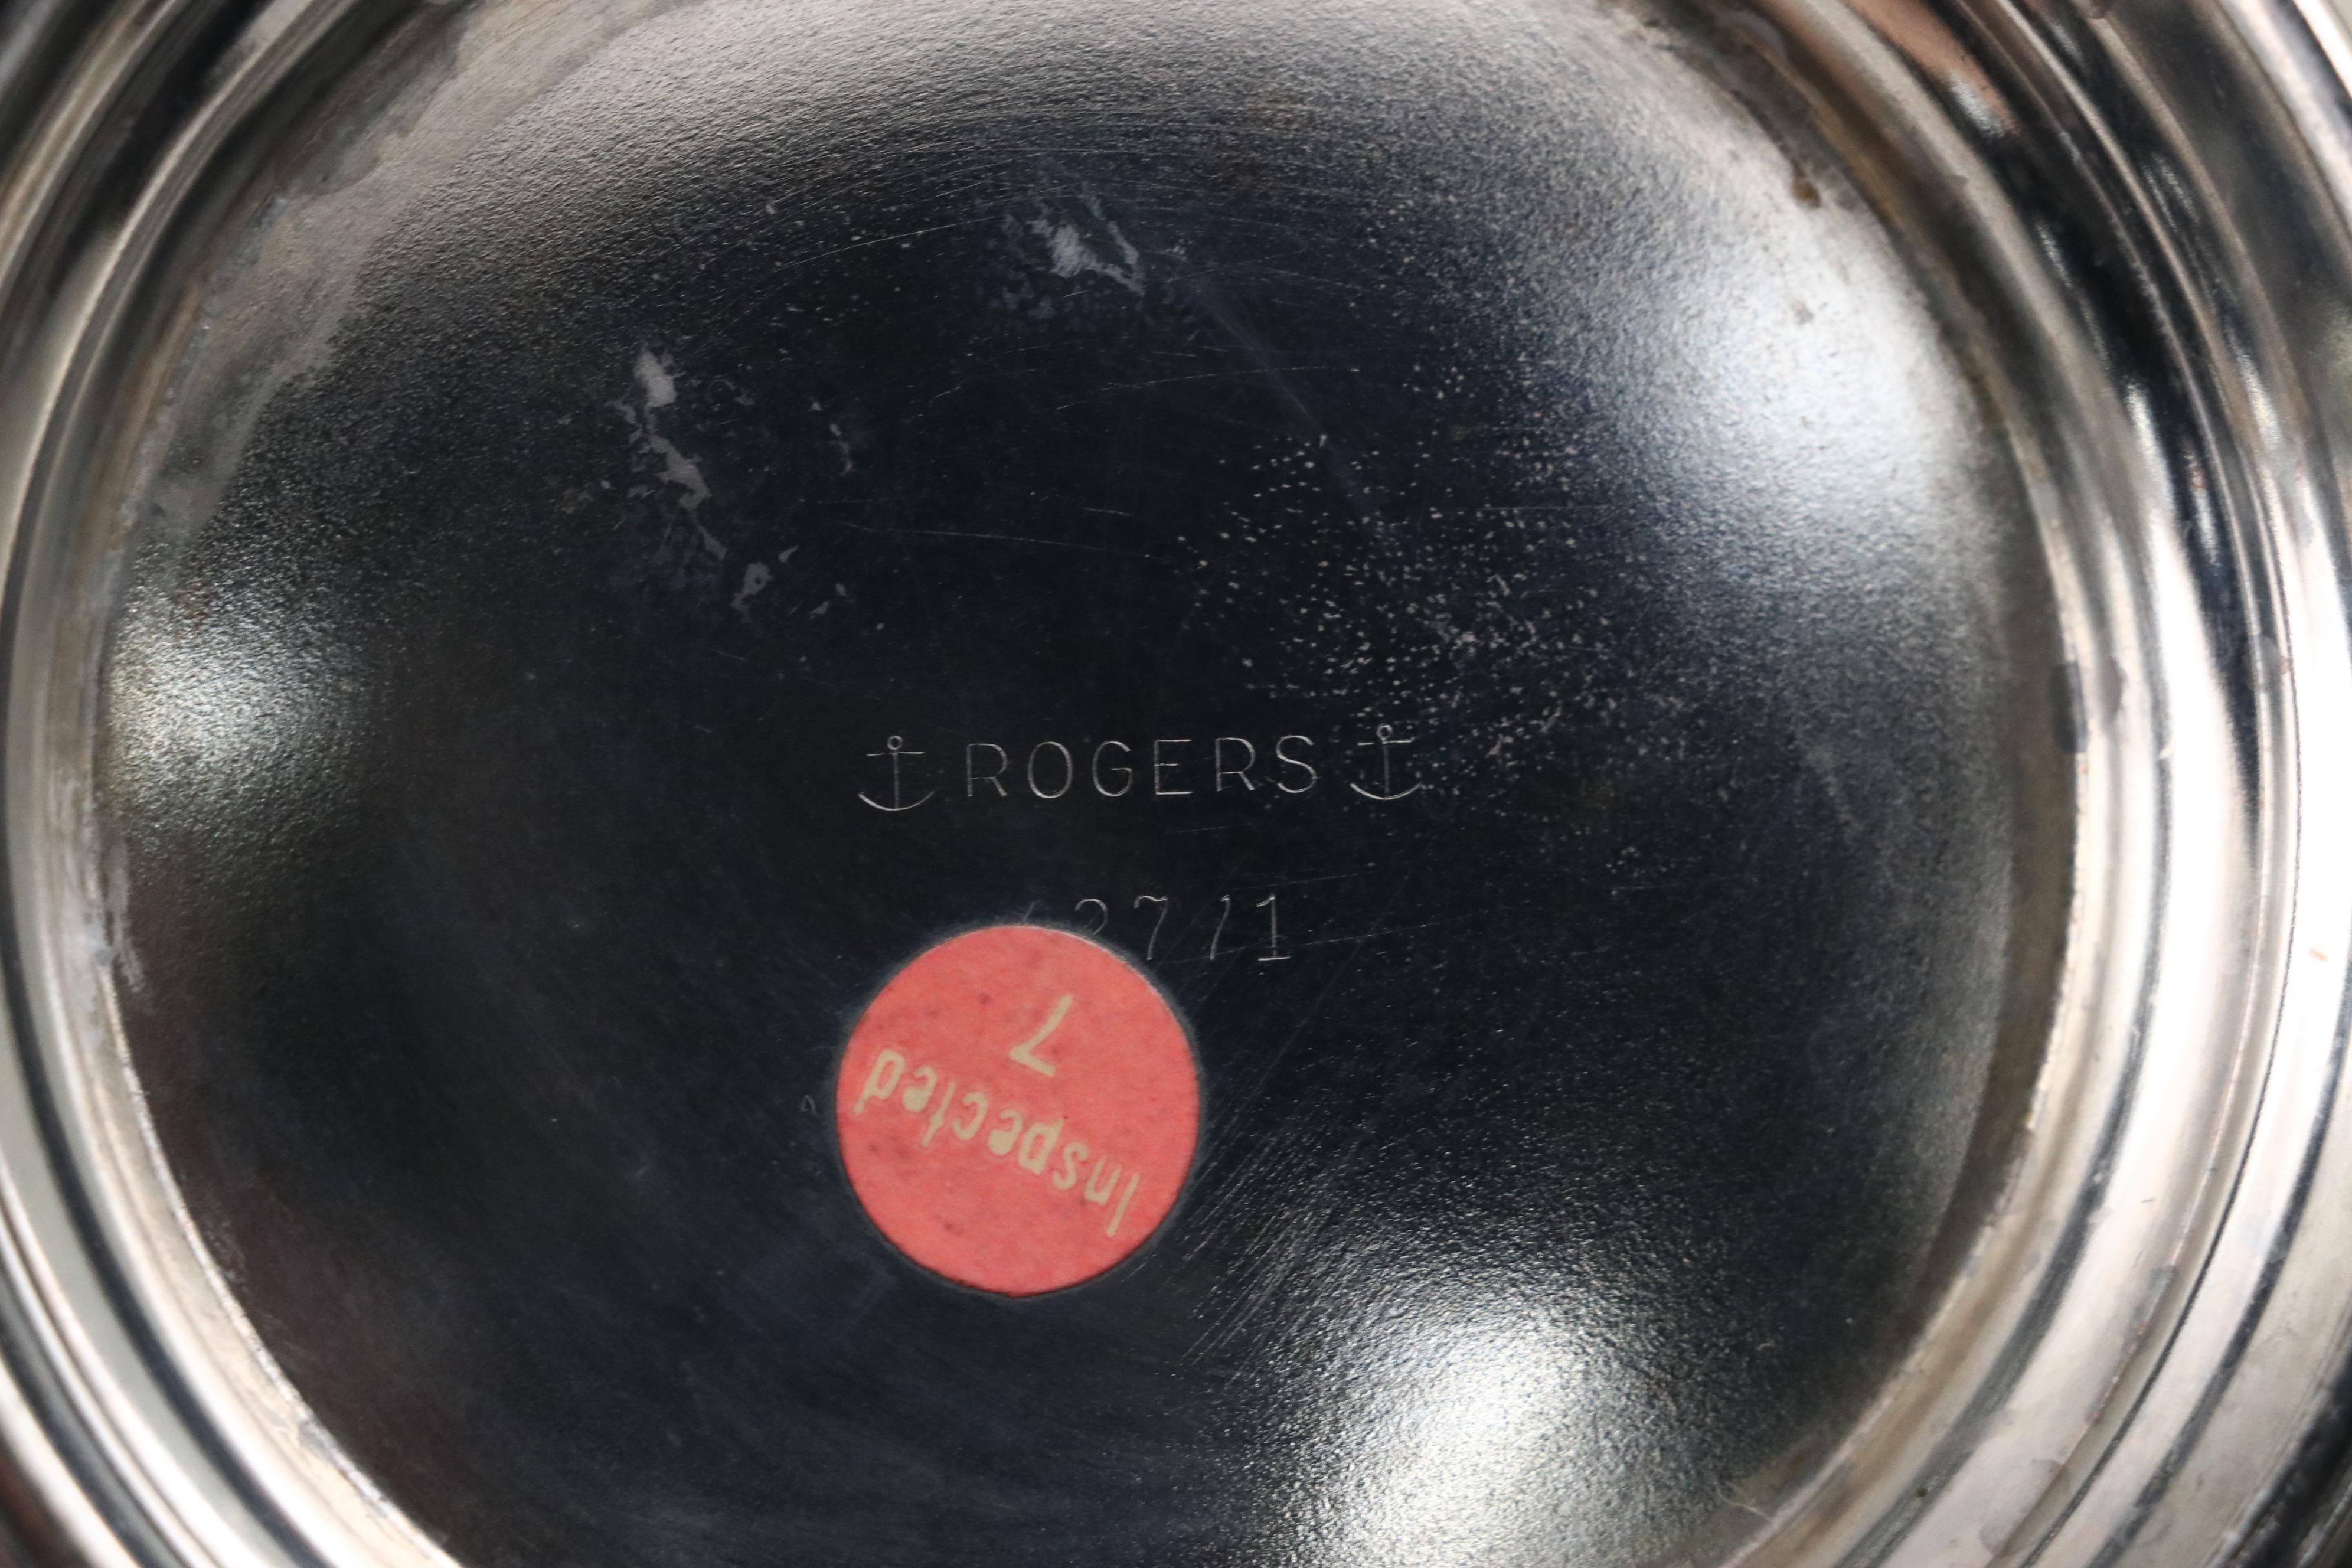 ⚓ ROGERS ⚓
2771
Inspected
7